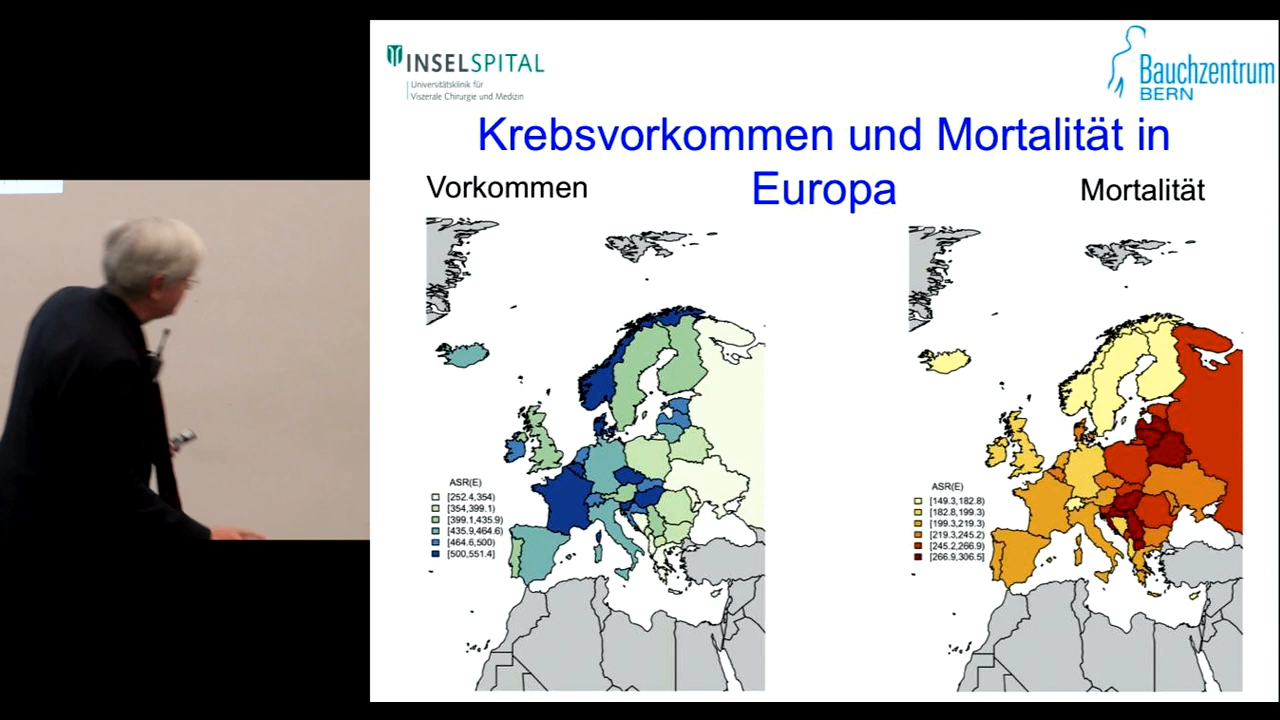 INSELSPITAL
Universitätsklinik für
Viszerale Chirurgie und Medizin
Bauchzentrum
BERN
Krebsvorkommen und Mortalität in
Europa
Vorkommen
Mortalität
ASR(E)
[252.4,354)
[354,399.1)
[399.1,435.9)
[435.9,464.6)
[464.6,500)
[500,551.4]
ASR(E)
[149.3,182.8)
[182.8,199.3)
[199.3,219.3)
[219.3,245.2)
[245.2,266.9)
[266.9,306.5]